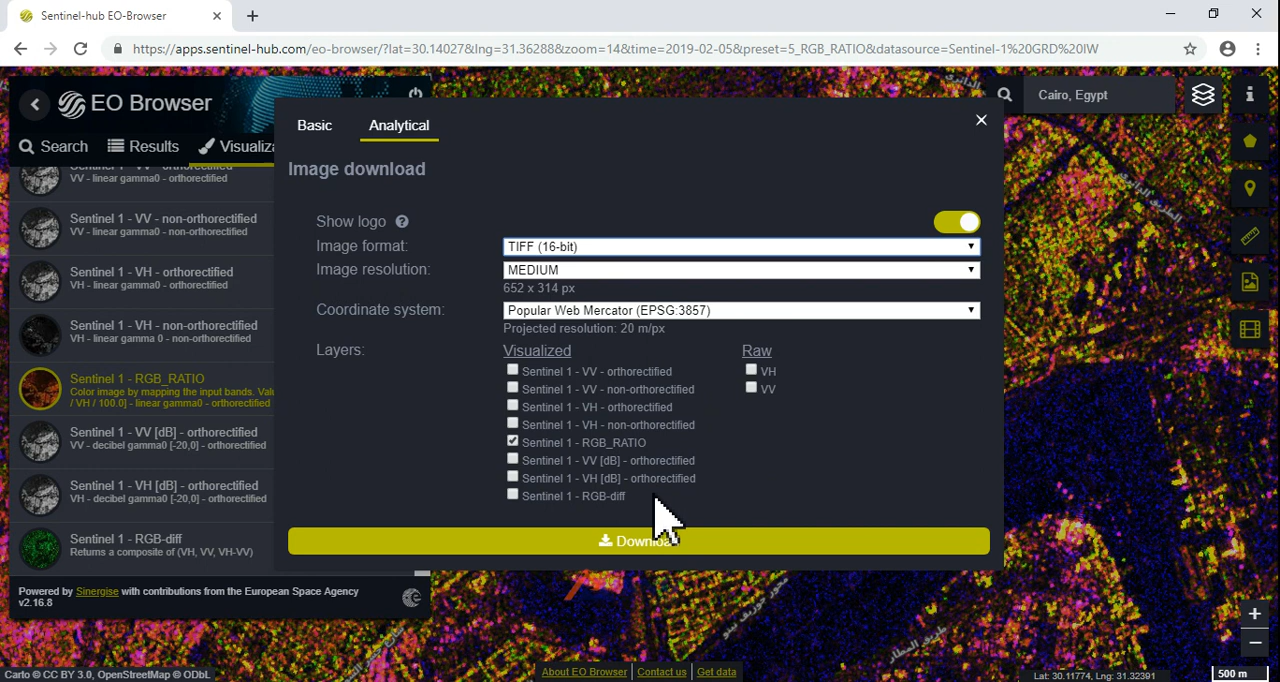 Sentinel-hub EO-Browser
https://apps.sentinel-hub.com/eo-browser/?lat=30.14027&lng=31.36288&zoom=14&time=2019-02-05&preset=5_RGB_RATIO&datasource=Sentinel-1%20GRD%20IW
EO Browser
Search
Results
Visualiza
Cairo, Egypt
VV - linear gamma0 - orthorectified
Sentinel 1 - VV - non-orthorectified
VV - linear gamma0 - non-orthorectified
Sentinel 1 - VH - orthorectified
VH - linear gamma0 - orthorectified
Sentinel 1 - VH - non-orthorectified
VH - linear gamma 0 - non-orthorectified
Sentinel 1 - RGB_RATIO
Color image by mapping the input bands. Valu
/ VH / 100.0] - linear gamma0 - orthorectified
Sentinel 1 - VV [dB] - orthorectified
VV - decibel gamma0 [-20,0] - orthorectified
Sentinel 1 - VH [dB] - orthorectified
VH - decibel gamma0 [-20,0] - orthorectified
Sentinel 1 - RGB-diff
Returns a composite of (VH, VV, VH-VV)
Powered by Sinergise with contributions from the European Space Agency
v2.16.8
Basic
Analytical
Image download
Show logo
Image format:
TIFF (16-bit)
Image resolution:
MEDIUM
652 x 314 px
Coordinate system:
Popular Web Mercator (EPSG:3857)
Projected resolution: 20 m/px
Layers:
Visualized
Sentinel 1 - VV - orthorectified
Sentinel 1 - VV - non-orthorectified
Sentinel 1 - VH - orthorectified
Sentinel 1 - VH - non-orthorectified
Sentinel 1 - RGB_RATIO
Sentinel 1 - VV [dB] - orthorectified
Sentinel 1 - VH [dB] - orthorectified
Sentinel 1 - RGB-diff
Raw
VH
VV
Download
Carto © CC BY 3.0, OpenStreetMap © ODbL
About EO Browser
Contact us
Get data
Lat: 30.11774, Lng: 31.32391
500 m